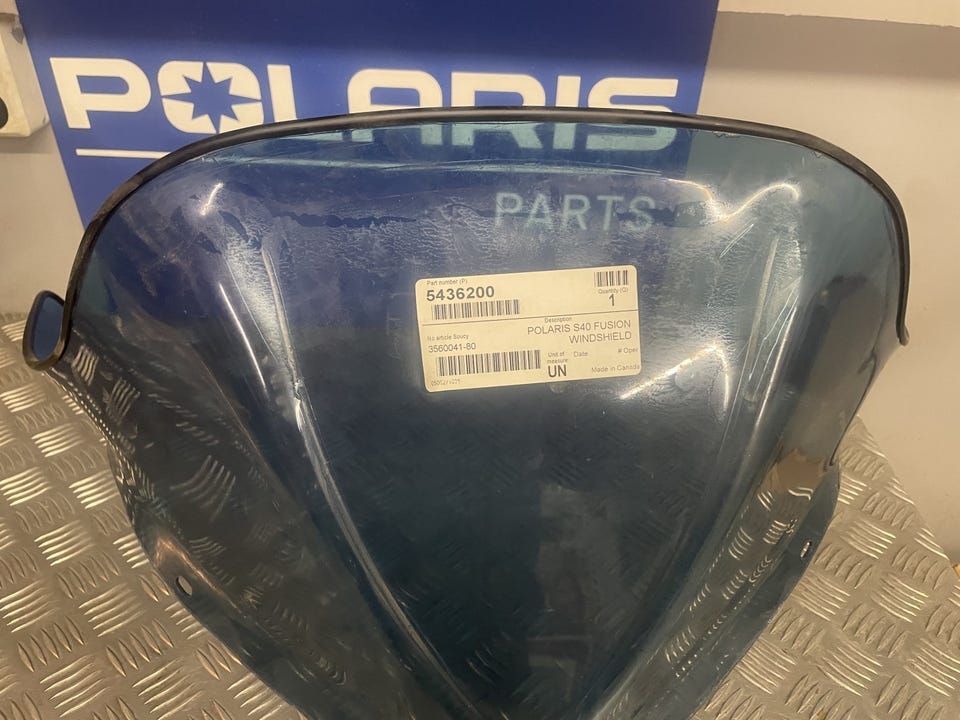 POLARIS
PARTS
Part number (P)
5436200
Quantity (Q)
1
Description
POLARIS S40 FUSION
WINDSHIELD
No article Soucy
3560041-80
Unit of
measure:
UN
Date
# Oper
Made in Canada